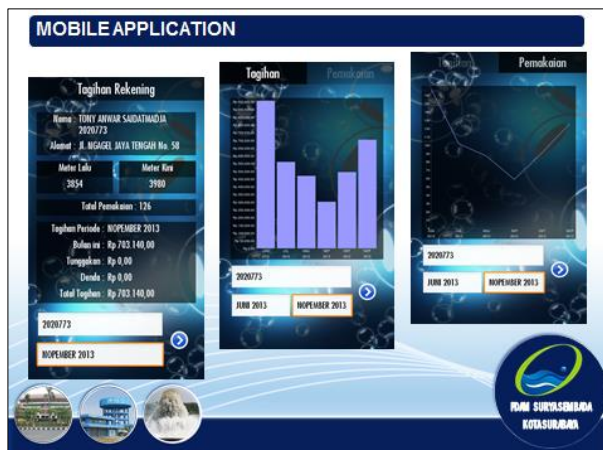 MOBILE APPLICATION
Tagihan Rekening
Nama : TONY ANWAR SAIDATMADJA
2020773
Alamat : JL NGAGEL JAYA TENGAH No. 58
Meter Lalu
3854
Meter Kini
3980
Total Pemakaian : 126
Tagihan Periode : NOPEMBER 2013
Bulan ini : Rp 703.140,00
Tunggakan : Rp 0,00
Denda : Rp 0,00
Total Tagihan : Rp 703.140,00
2020773
NOPEMBER 2013
Tagihan
Pemakaian
2020773
JUNI 2013
NOPEMBER 2013
Tagihan
Pemakaian
2020773
JUNI 2013
NOPEMBER 2013
PDAM SURYASEMBADA
KOTA SURABAYA